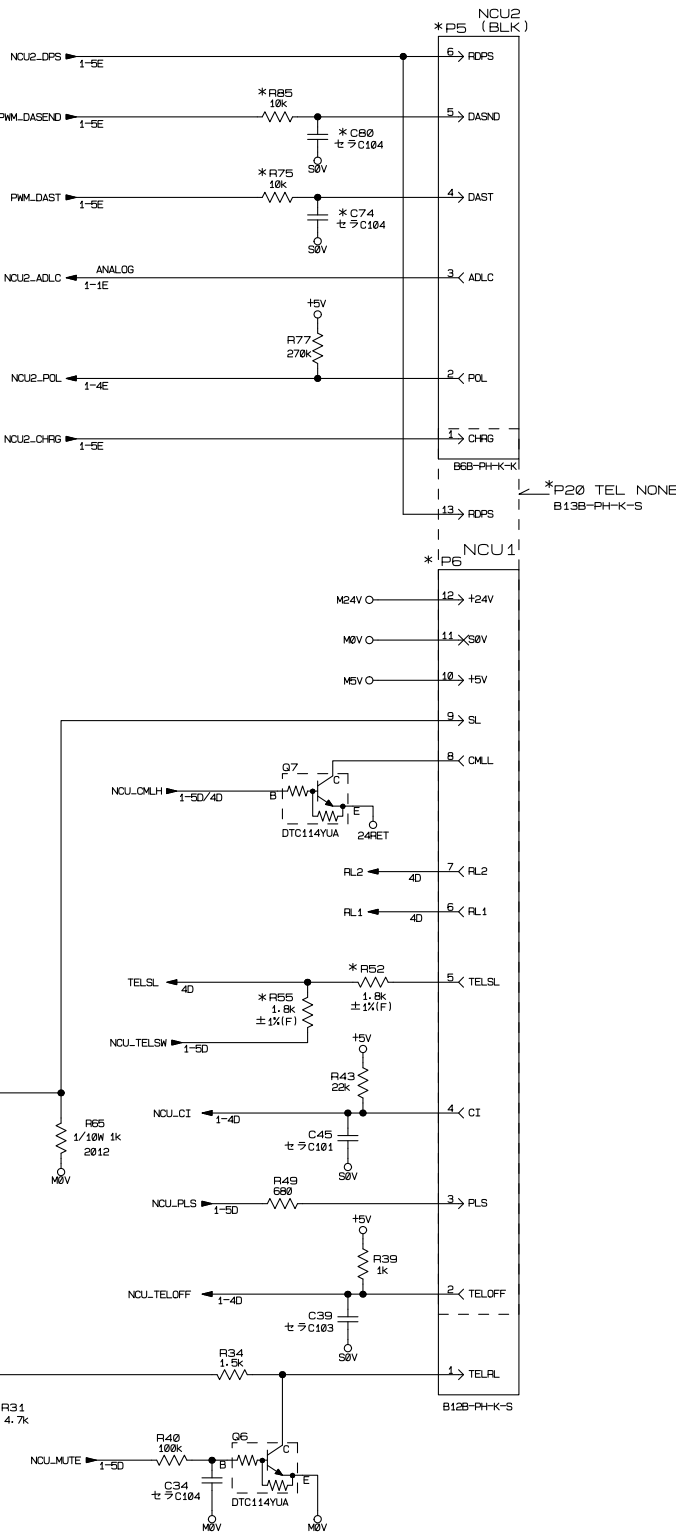 NCU2
*P5 (BLK)
NCU2_DPS 1-5E 6 RDPS
*R85
10k
PWM_DASEND 1-5E 5 DASND
*C80
セラC104
S0V
*R75
10k
PWM_DAST 1-5E 4 DAST
*C74
セラC104
S0V
NCU2_ADLC ANALOG 1-1E 3 ADLC
+5V
R77
270k
NCU2_POL 1-4E 2 POL
NCU2_CHRG 1-5E 1 CHRG
B6B-PH-K-K
*P20 TEL NONE
B13B-PH-K-S
13 RDPS
NCU1
* P6
M24V 12 +24V
M0V 11 S0V
M5V 10 +5V
9 SL
8 CMLL
Q7
NCU_CMLH 1-5D/4D B C E
DTC114YUA
24RET
RL2 4D 7 RL2
RL1 4D 6 RL1
*R52
TELSL 4D 5 TELSL
1.8k
±1%(F)
*R55
1.8k
±1%(F)
NCU_TELSW 1-5D
+5V
R43
22k
NCU_CI 1-4D 4 CI
C45
セラC101
S0V
R65
1/10W 1k
2012
M0V
R49
680
NCU_PLS 1-5D 3 PLS
+5V
R39
1k
NCU_TELOFF 1-4D 2 TELOFF
C39
セラC103
S0V
R34
1.5k
1 TELRL
B12B-PH-K-S
R31
4.7k
R40
100k
Q6
NCU_MUTE 1-5D B C E
C34
セラC104
DTC114YUA
M0V M0V